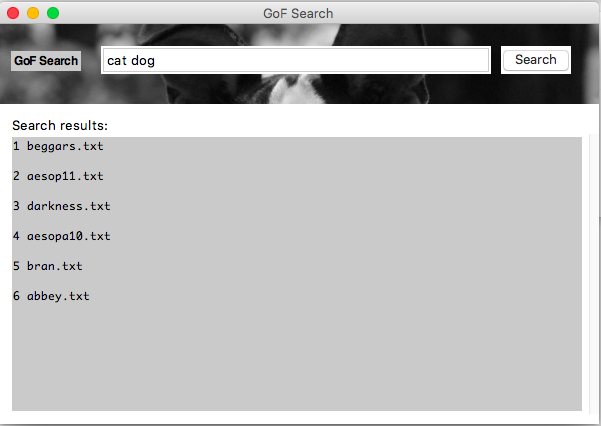 GoF Search
GoF Search cat dog Search
Search results:
1 beggars.txt
2 aesop11.txt
3 darkness.txt
4 aesopa10.txt
5 bran.txt
6 abbey.txt